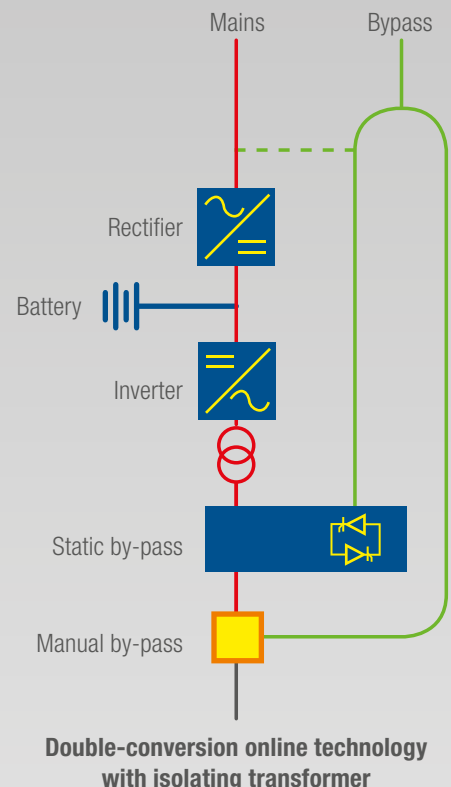 Mains
Bypass
Rectifier
Battery
Inverter
Static by-pass
Manual by-pass
Double-conversion online technology
with isolating transformer